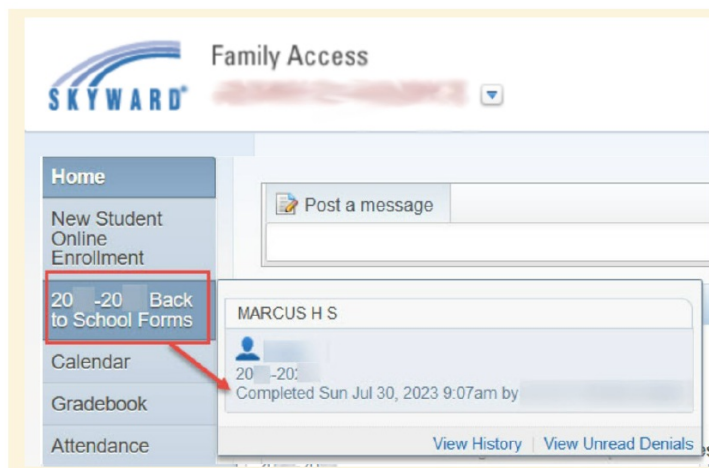 SKYWARD®
Family Access
Home
New Student
Online
Enrollment
20 -20 Back
to School Forms
Calendar
Gradebook
Attendance
Post a message
MARCUS H S
20 -20
Completed Sun Jul 30, 2023 9:07am by
View History
View Unread Denials